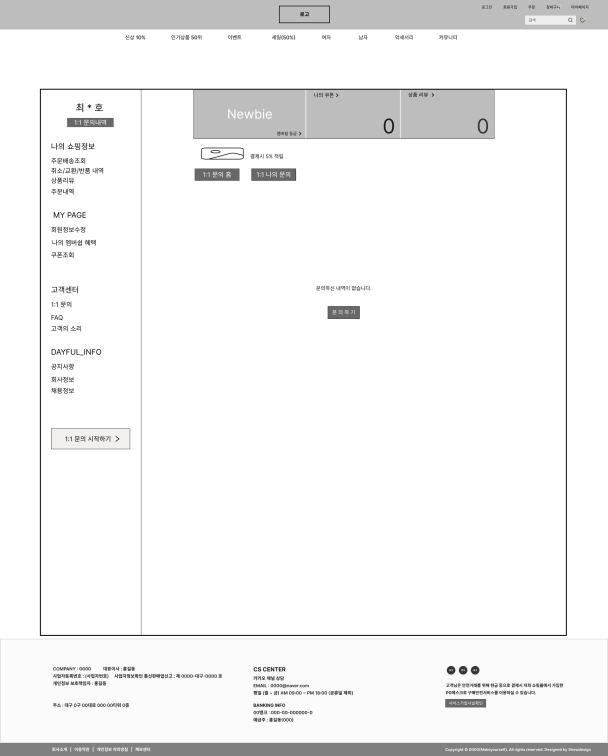 로그인 회원가입 주문 장바구니 마이페이지
로고
검색
신상 10% 인기상품 50위 이벤트 세일(50%) 여자 남자 악세서리 커뮤니티
최 * 호
1:1 문의내역
나의 쇼핑정보
주문배송조회
취소/교환/반품 내역
상품리뷰
주문내역
MY PAGE
회원정보수정
나의 멤버쉽 혜택
쿠폰조회
고객센터
1:1 문의
FAQ
고객의 소리
DAYFUL_INFO
공지사항
회사정보
채용정보
1:1 문의 시작하기 >
Newbie
멤버쉽 등급 >
나의 쿠폰 >
0
상품 리뷰 >
0
결제시 5% 적립
1:1 문의 홈 1:1 나의 문의
문의하신 내역이 없습니다.
문 의 하 기
COMPANY : 0000 대표이사 : 홍길동
사업자등록번호 : (사업자번호) 사업자정보확인 통신판매업신고 : 제 0000-대구-0000 호
개인정보 보호책임자 : 홍길동
주소 : 대구 0구 00대로 000 00타워 0층
CS CENTER
카카오 채널 상담
EMAIL : 0000@naver.com
평일 (월 ~ 금) AM 09:00 ~ PM 18:00 (공휴일 제외)
BANKING INFO
00뱅크 : 000-00-000000-0
예금주 : 홍길동(000)
고객님은 안전거래를 위해 현금 등으로 결제시 저희 쇼핑몰에서 가입한
PG에스크로 구매안전서비스를 이용하실 수 있습니다.
서비스가입사실확인
회사소개 | 이용약관 | 개인정보 처리방침 | 제휴센터